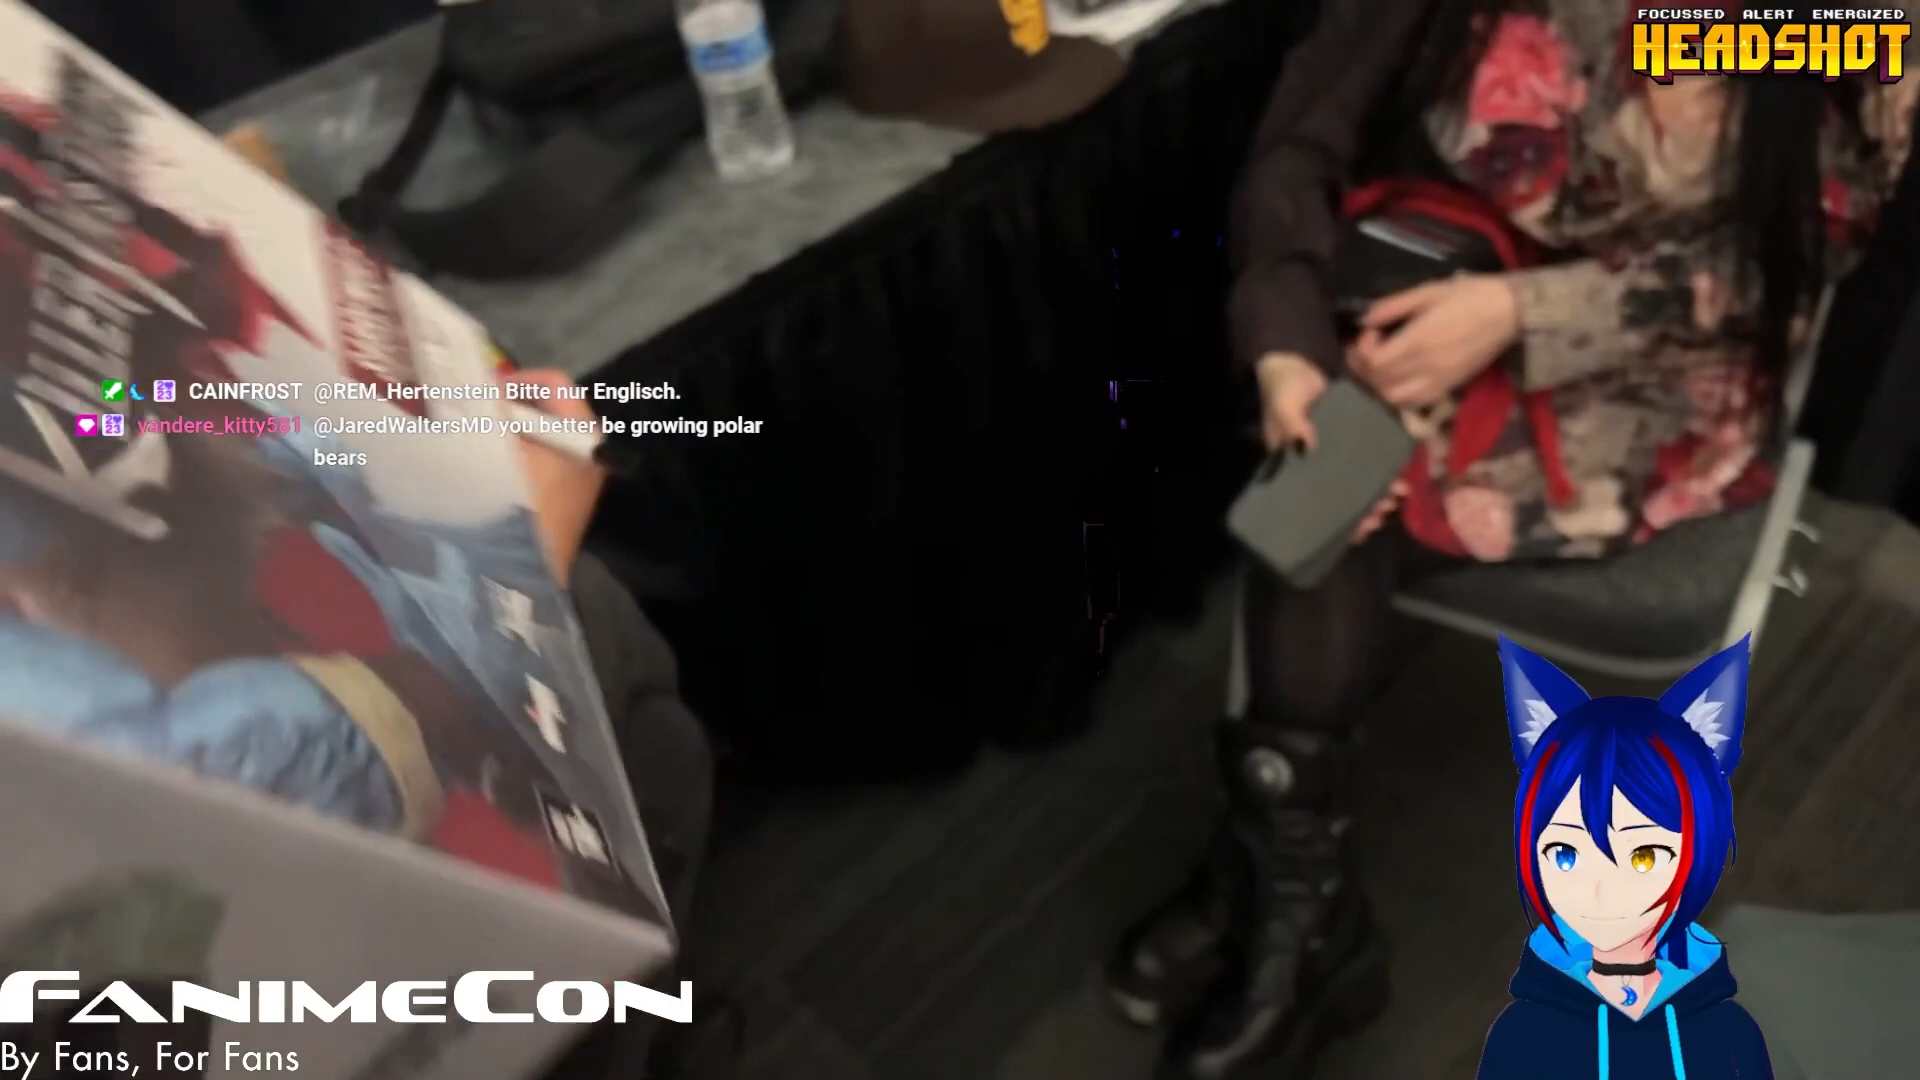 FOCUSSED ALERT ENERGIZED
HEADSHOT
CAINFR0ST @REM_Hertenstein Bitte nur Englisch.
yandere_kitty581 @JaredWaltersMD you better be growing polar
bears
FANIMECON
By Fans, For Fans